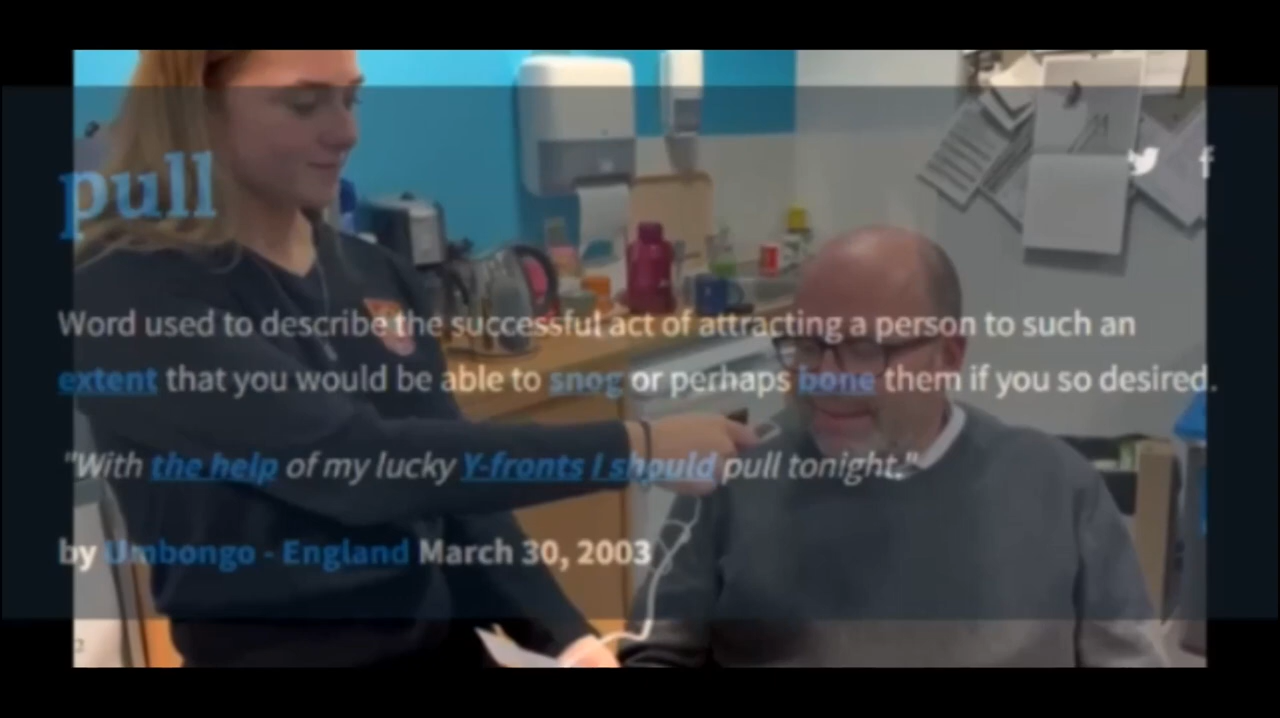 pull
Word used to describe the successful act of attracting a person to such an
extent that you would be able to snog or perhaps bone them if you so desired.
"With the help of my lucky Y-fronts I should pull tonight."
by Umbongo - England March 30, 2003